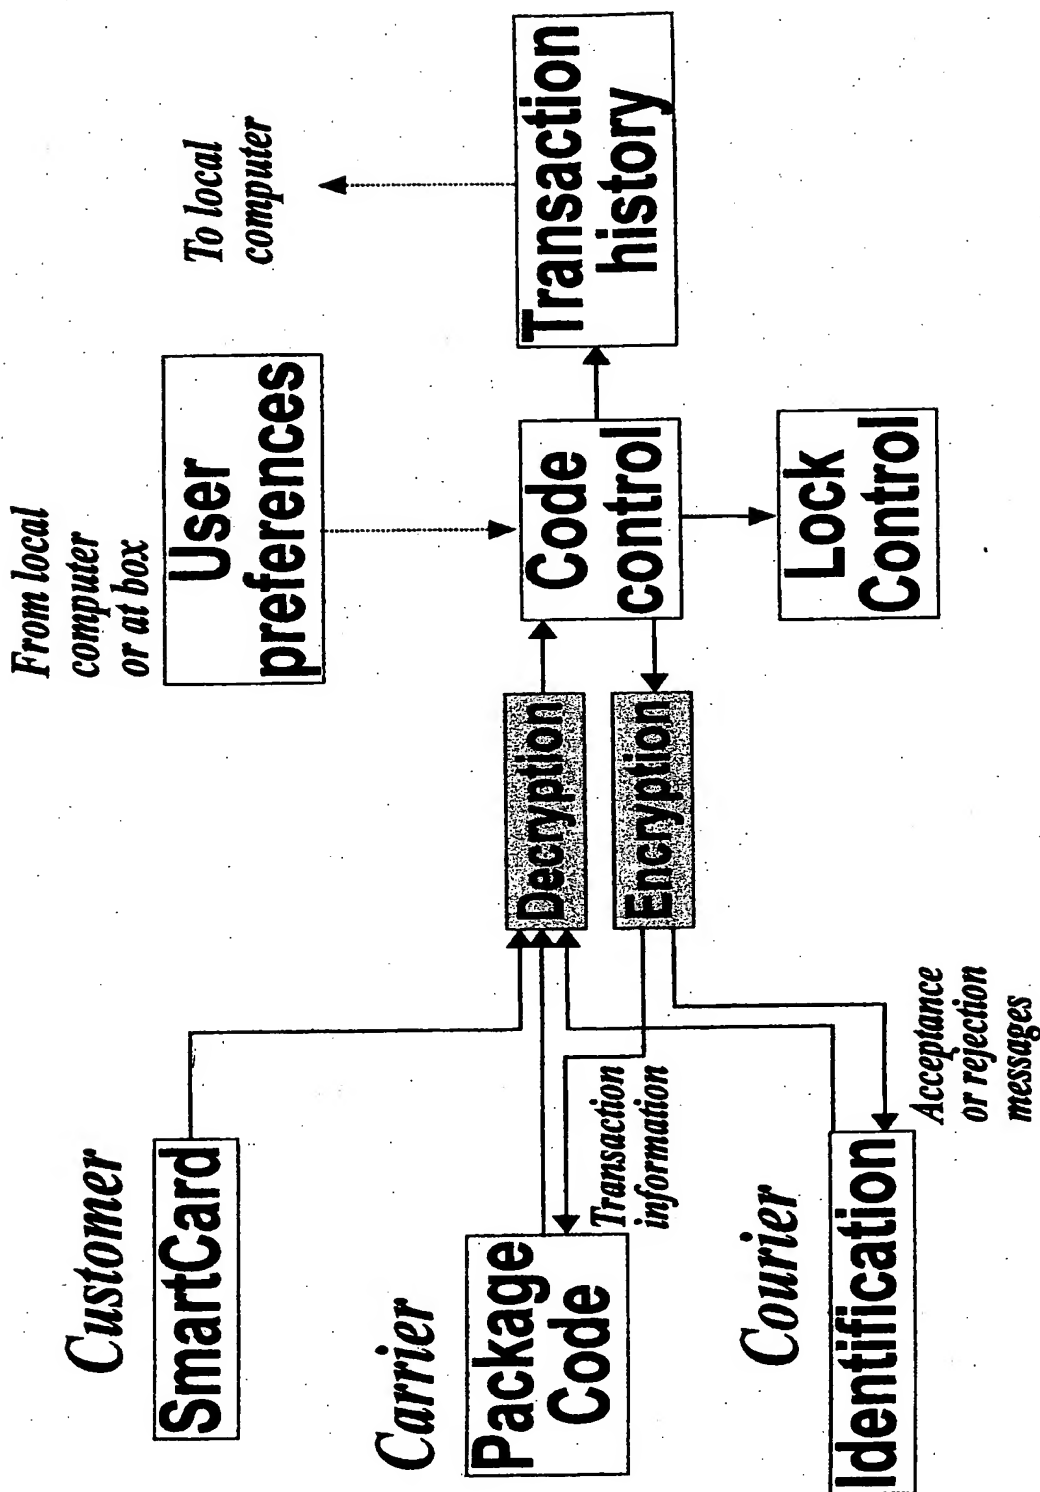 Customer
SmartCard
Carrier
Package
Code
Courier
Identification
Transaction
information
Acceptance
or rejection
messages
Decryption
Encryption
From local
computer
or at box
User
preferences
Code
control
Lock
Control
To local
computer
Transaction
history